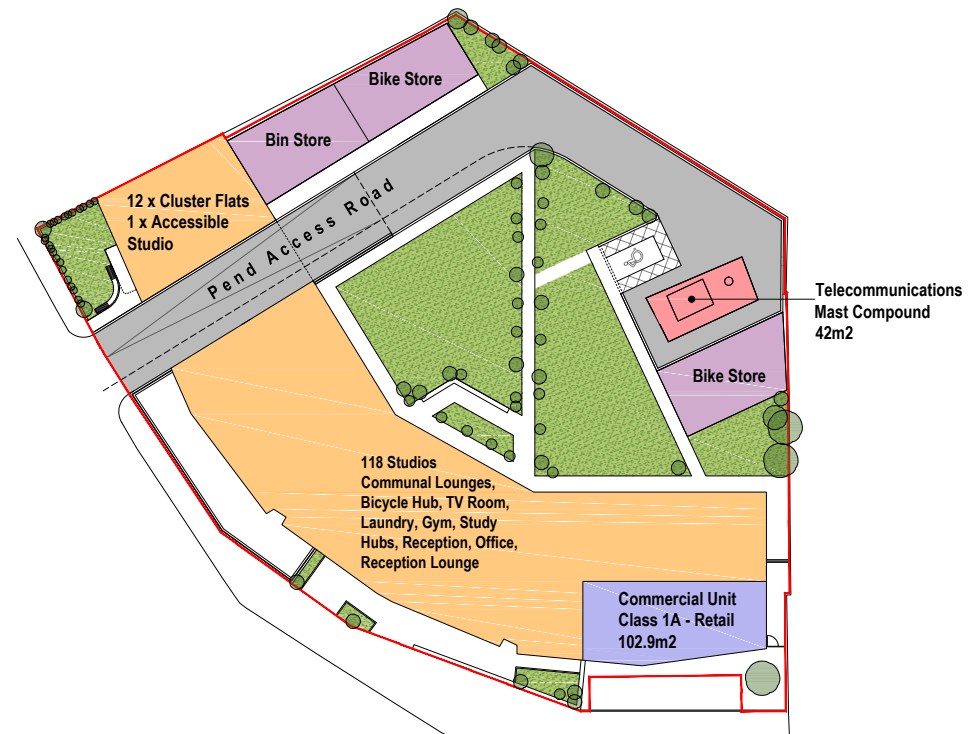 Bike Store
Bin Store
12 x Cluster Flats
1 x Accessible
Studio
Pend Access Road
Telecommunications
Mast Compound
42m2
Bike Store
118 Studios
Communal Lounges,
Bicycle Hub, TV Room,
Laundry, Gym, Study
Hubs, Reception, Office,
Reception Lounge
Commercial Unit
Class 1A - Retail
102.9m2